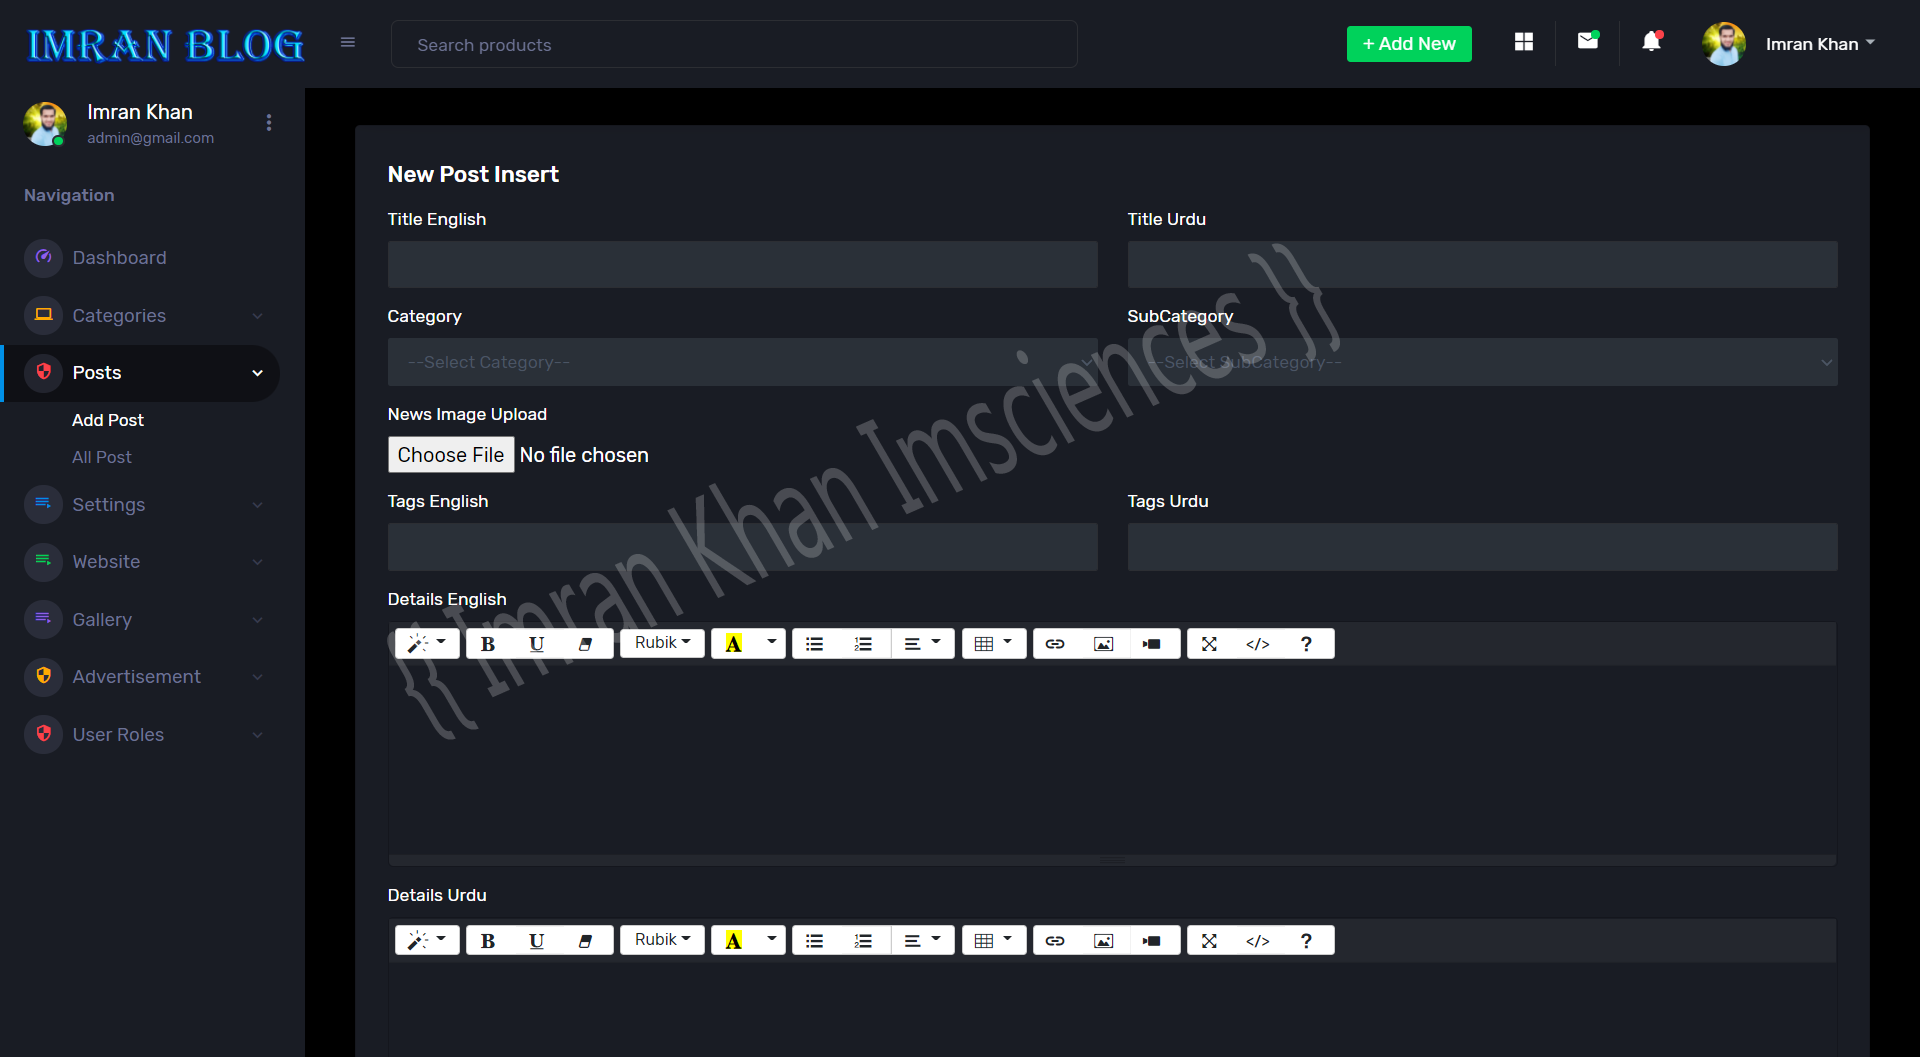 IMRAN BLOG
Search products
+ Add New
Imran Khan
Imran Khan
admin@gmail.com
Navigation
Dashboard
Categories
Posts
Add Post
All Post
Settings
Website
Gallery
Advertisement
User Roles
New Post Insert
Title English
Title Urdu
Category
SubCategory
--Select Category--
--Select SubCategory--
News Image Upload
Choose File No file chosen
Tags English
Tags Urdu
Details English
B U Rubik A </> ?
Details Urdu
B U Rubik A </> ?
{{ Imran Khan Imsciences }}